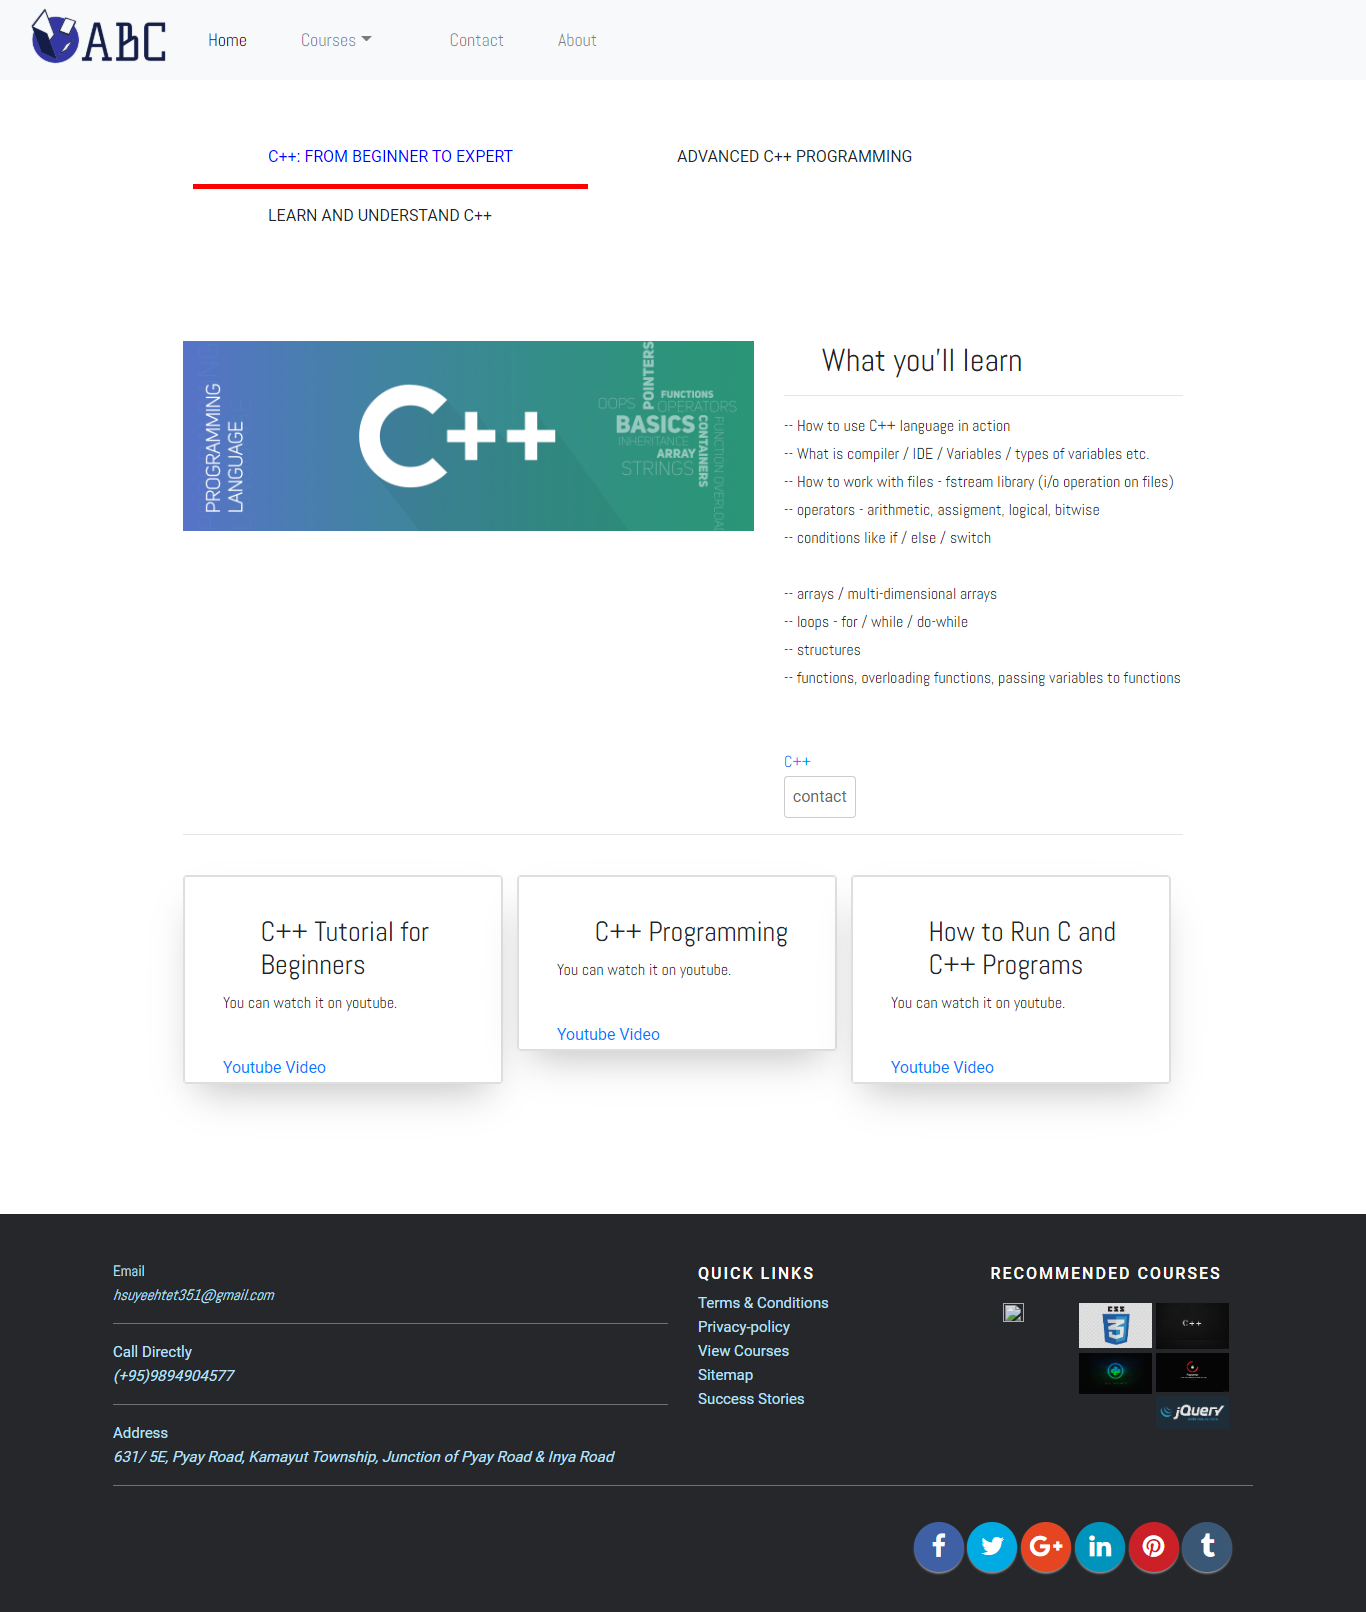 ABC
Home
Courses
Contact
About
C++: FROM BEGINNER TO EXPERT
ADVANCED C++ PROGRAMMING
LEARN AND UNDERSTAND C++
PROGRAMMING
LANGUAGE
C++
POINTERS
FUNCTIONS
OOPS
OPERATORS
BASICS
INHERITANCE
CONTAINERS
ARRAY
STRINGS
What you'll learn
-- How to use C++ language in action
-- What is compiler / IDE / Variables / types of variables etc.
-- How to work with files - fstream library (i/o operation on files)
-- operators - arithmetic, assigment, logical, bitwise
-- conditions like if / else / switch
-- arrays / multi-dimensional arrays
-- loops - for / while / do-while
-- structures
-- functions, overloading functions, passing variables to functions
C++
contact
C++ Tutorial for
Beginners
You can watch it on youtube.
Youtube Video
C++ Programming
You can watch it on youtube.
Youtube Video
How to Run C and
C++ Programs
You can watch it on youtube.
Youtube Video
Email
hsuyeehtet351@gmail.com
Call Directly
(+95)9894904577
Address
631/ 5E, Pyay Road, Kamayut Township, Junction of Pyay Road & Inya Road
QUICK LINKS
Terms & Conditions
Privacy-policy
View Courses
Sitemap
Success Stories
RECOMMENDED COURSES
CSS
3
C++
jQuery
f
G+
in
t